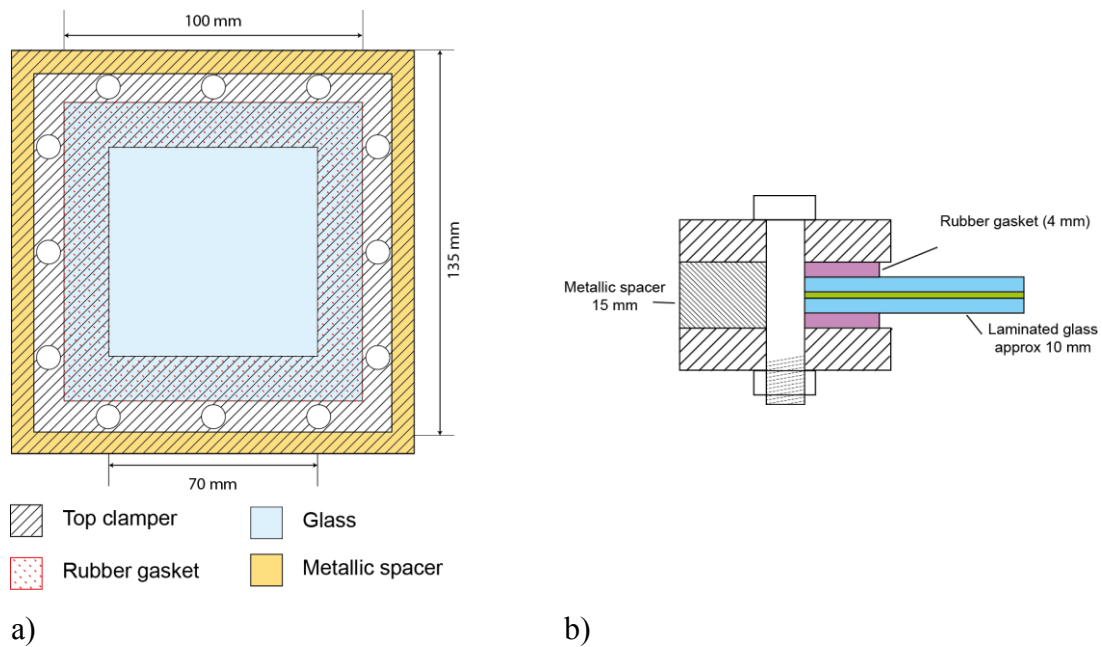 100 mm
135 mm
70 mm
Top clamper
Glass
Rubber gasket
Metallic spacer
a)
Rubber gasket (4 mm)
Metallic spacer
15 mm
Laminated glass
approx 10 mm
b)